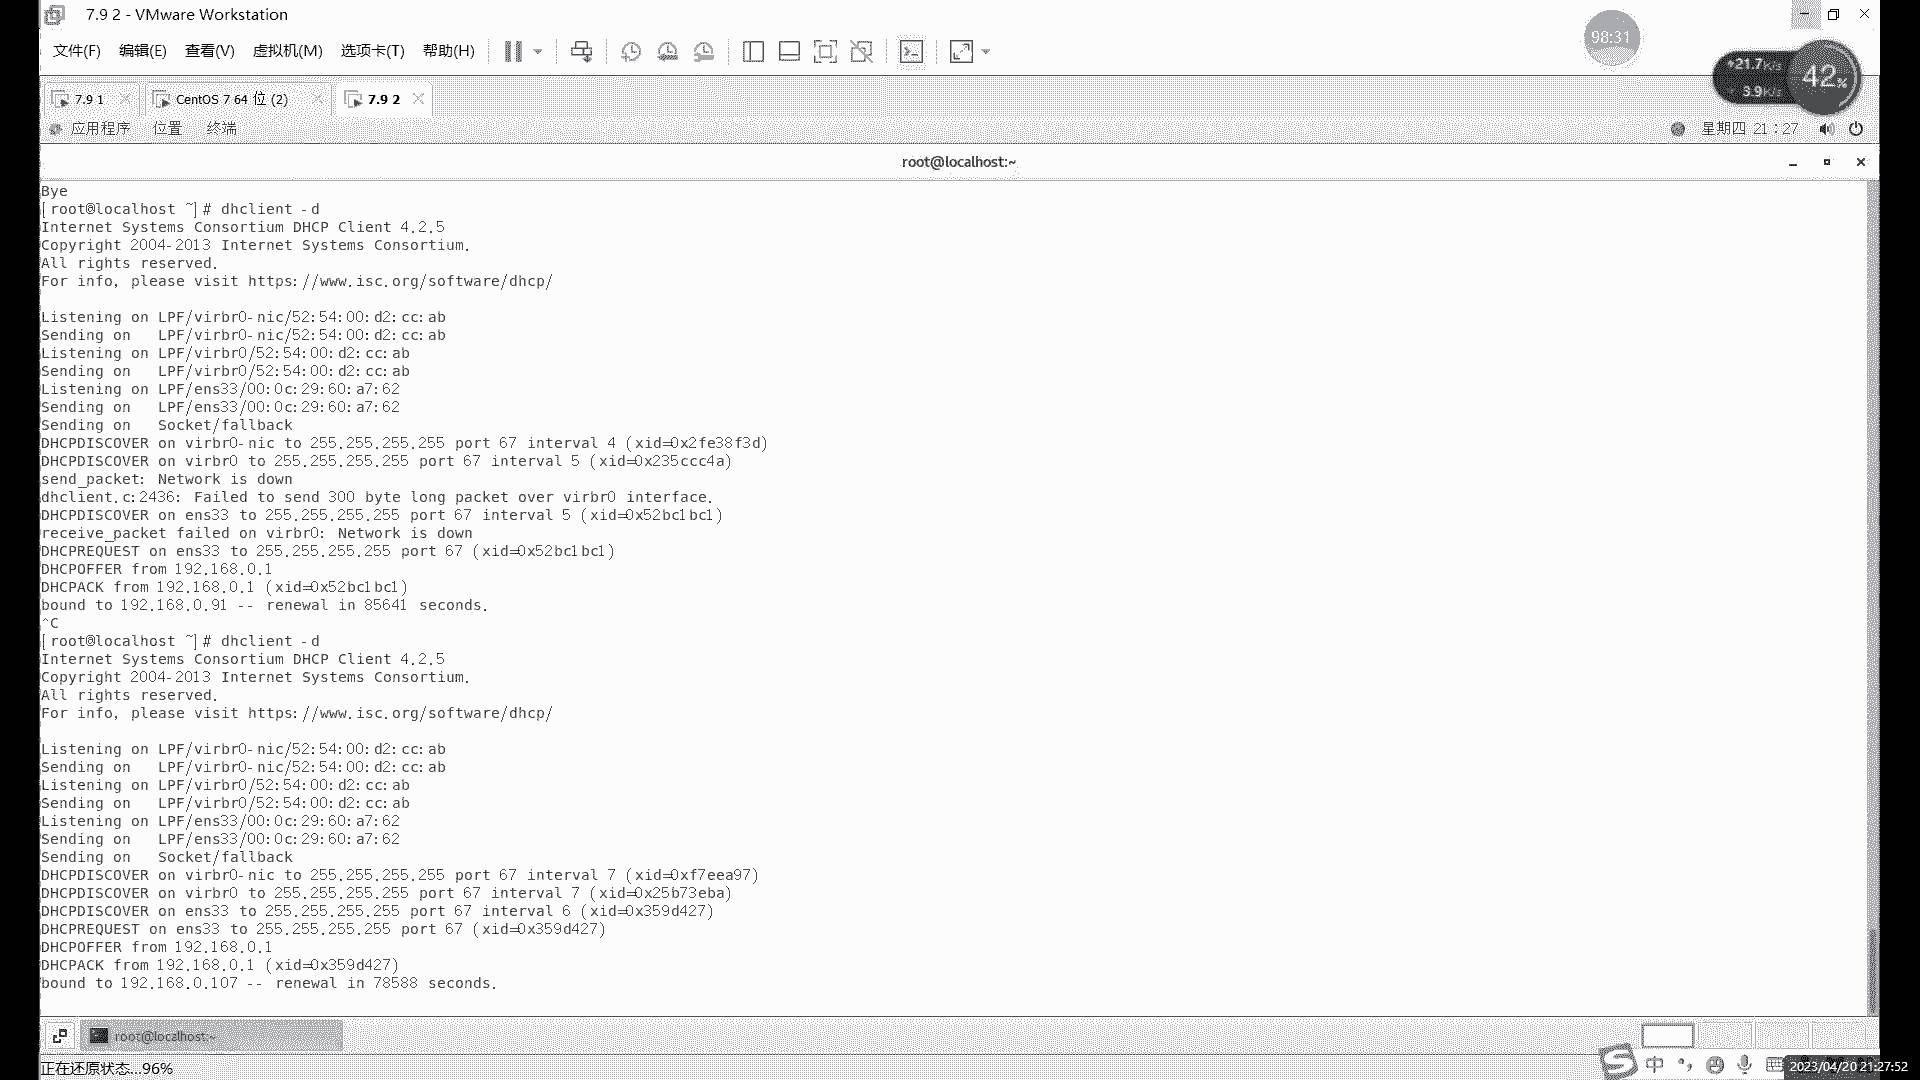 7.9 2 - VMware Workstation
98:31
文件(F) 编辑(E) 查看(V) 虚拟机(M) 选项卡(T) 帮助(H)
21.7K/s
42%
3.9K/s
7.9 1 CentOS 7 64 位 (2) 7.9 2
应用程序 位置 终端 星期四 21:27
root@localhost:~
Bye
[root@localhost ~]# dhclient -d
Internet Systems Consortium DHCP Client 4.2.5
Copyright 2004-2013 Internet Systems Consortium.
All rights reserved.
For info, please visit https://www.isc.org/software/dhcp/
Listening on LPF/virbr0-nic/52:54:00:d2:cc:ab
Sending on   LPF/virbr0-nic/52:54:00:d2:cc:ab
Listening on LPF/virbr0/52:54:00:d2:cc:ab
Sending on   LPF/virbr0/52:54:00:d2:cc:ab
Listening on LPF/ens33/00:0c:29:60:a7:62
Sending on   LPF/ens33/00:0c:29:60:a7:62
Sending on   Socket/fallback
DHCPDISCOVER on virbr0-nic to 255.255.255.255 port 67 interval 4 (xid=0x2fe38f3d)
DHCPDISCOVER on virbr0 to 255.255.255.255 port 67 interval 5 (xid=0x235ccc4a)
send_packet: Network is down
dhclient.c:2436: Failed to send 300 byte long packet over virbr0 interface.
DHCPDISCOVER on ens33 to 255.255.255.255 port 67 interval 5 (xid=0x52bc1bc1)
receive_packet failed on virbr0: Network is down
DHCPREQUEST on ens33 to 255.255.255.255 port 67 (xid=0x52bc1bc1)
DHCPOFFER from 192.168.0.1
DHCPACK from 192.168.0.1 (xid=0x52bc1bc1)
bound to 192.168.0.91 -- renewal in 85641 seconds.
^C
[root@localhost ~]# dhclient -d
Internet Systems Consortium DHCP Client 4.2.5
Copyright 2004-2013 Internet Systems Consortium.
All rights reserved.
For info, please visit https://www.isc.org/software/dhcp/
Listening on LPF/virbr0-nic/52:54:00:d2:cc:ab
Sending on   LPF/virbr0-nic/52:54:00:d2:cc:ab
Listening on LPF/virbr0/52:54:00:d2:cc:ab
Sending on   LPF/virbr0/52:54:00:d2:cc:ab
Listening on LPF/ens33/00:0c:29:60:a7:62
Sending on   LPF/ens33/00:0c:29:60:a7:62
Sending on   Socket/fallback
DHCPDISCOVER on virbr0-nic to 255.255.255.255 port 67 interval 7 (xid=0xf7eea97)
DHCPDISCOVER on virbr0 to 255.255.255.255 port 67 interval 7 (xid=0x25b73eba)
DHCPDISCOVER on ens33 to 255.255.255.255 port 67 interval 6 (xid=0x359d427)
DHCPREQUEST on ens33 to 255.255.255.255 port 67 (xid=0x359d427)
DHCPOFFER from 192.168.0.1
DHCPACK from 192.168.0.1 (xid=0x359d427)
bound to 192.168.0.107 -- renewal in 78588 seconds.
root@localhost:~
正在还原状态...96%
中
2023/04/20 21:27:52